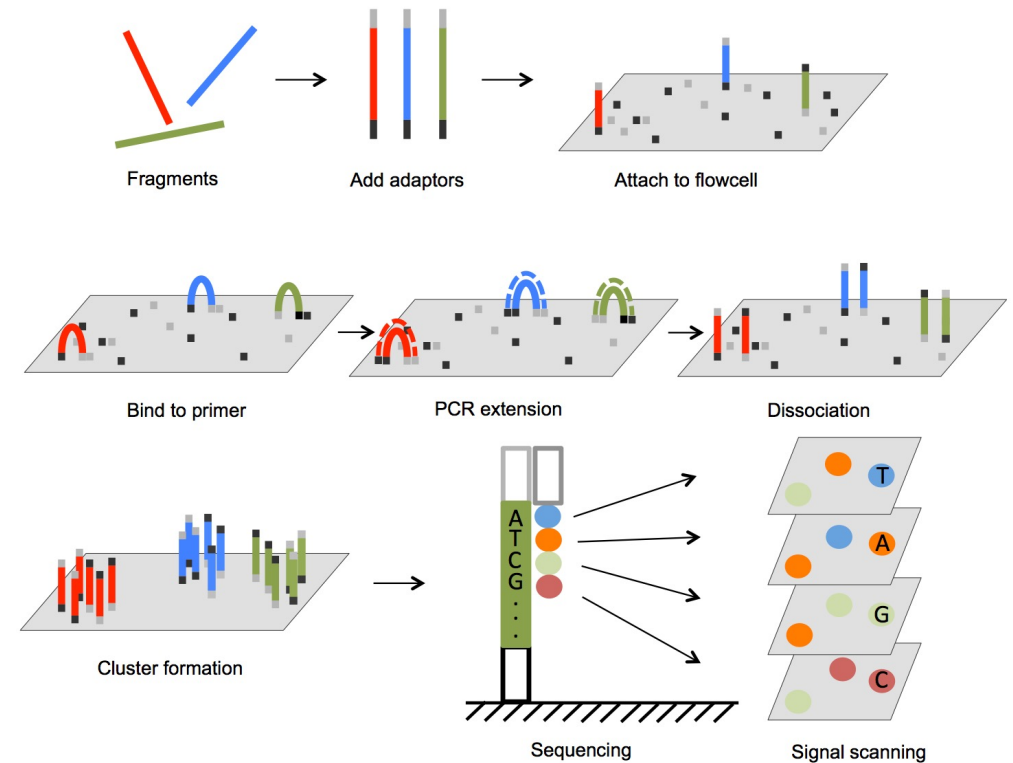 Fragments
Add adaptors
Attach to flowcell
Bind to primer
PCR extension
Dissociation
Cluster formation
A
T
C
G
.
.
.
Sequencing
T
A
G
C
Signal scanning